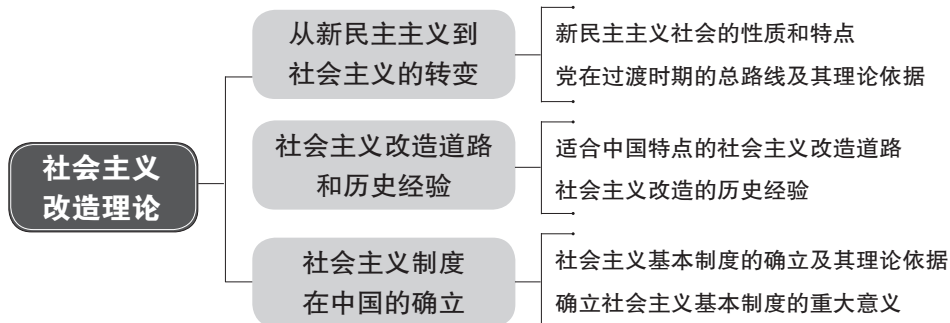 社会主义
改造理论
从新民主主义到
社会主义的转变
新民主主义社会的性质和特点
党在过渡时期的总路线及其理论依据
社会主义改造道路
和历史经验
适合中国特点的社会主义改造道路
社会主义改造的历史经验
社会主义制度
在中国的确立
社会主义基本制度的确立及其理论依据
确立社会主义基本制度的重大意义